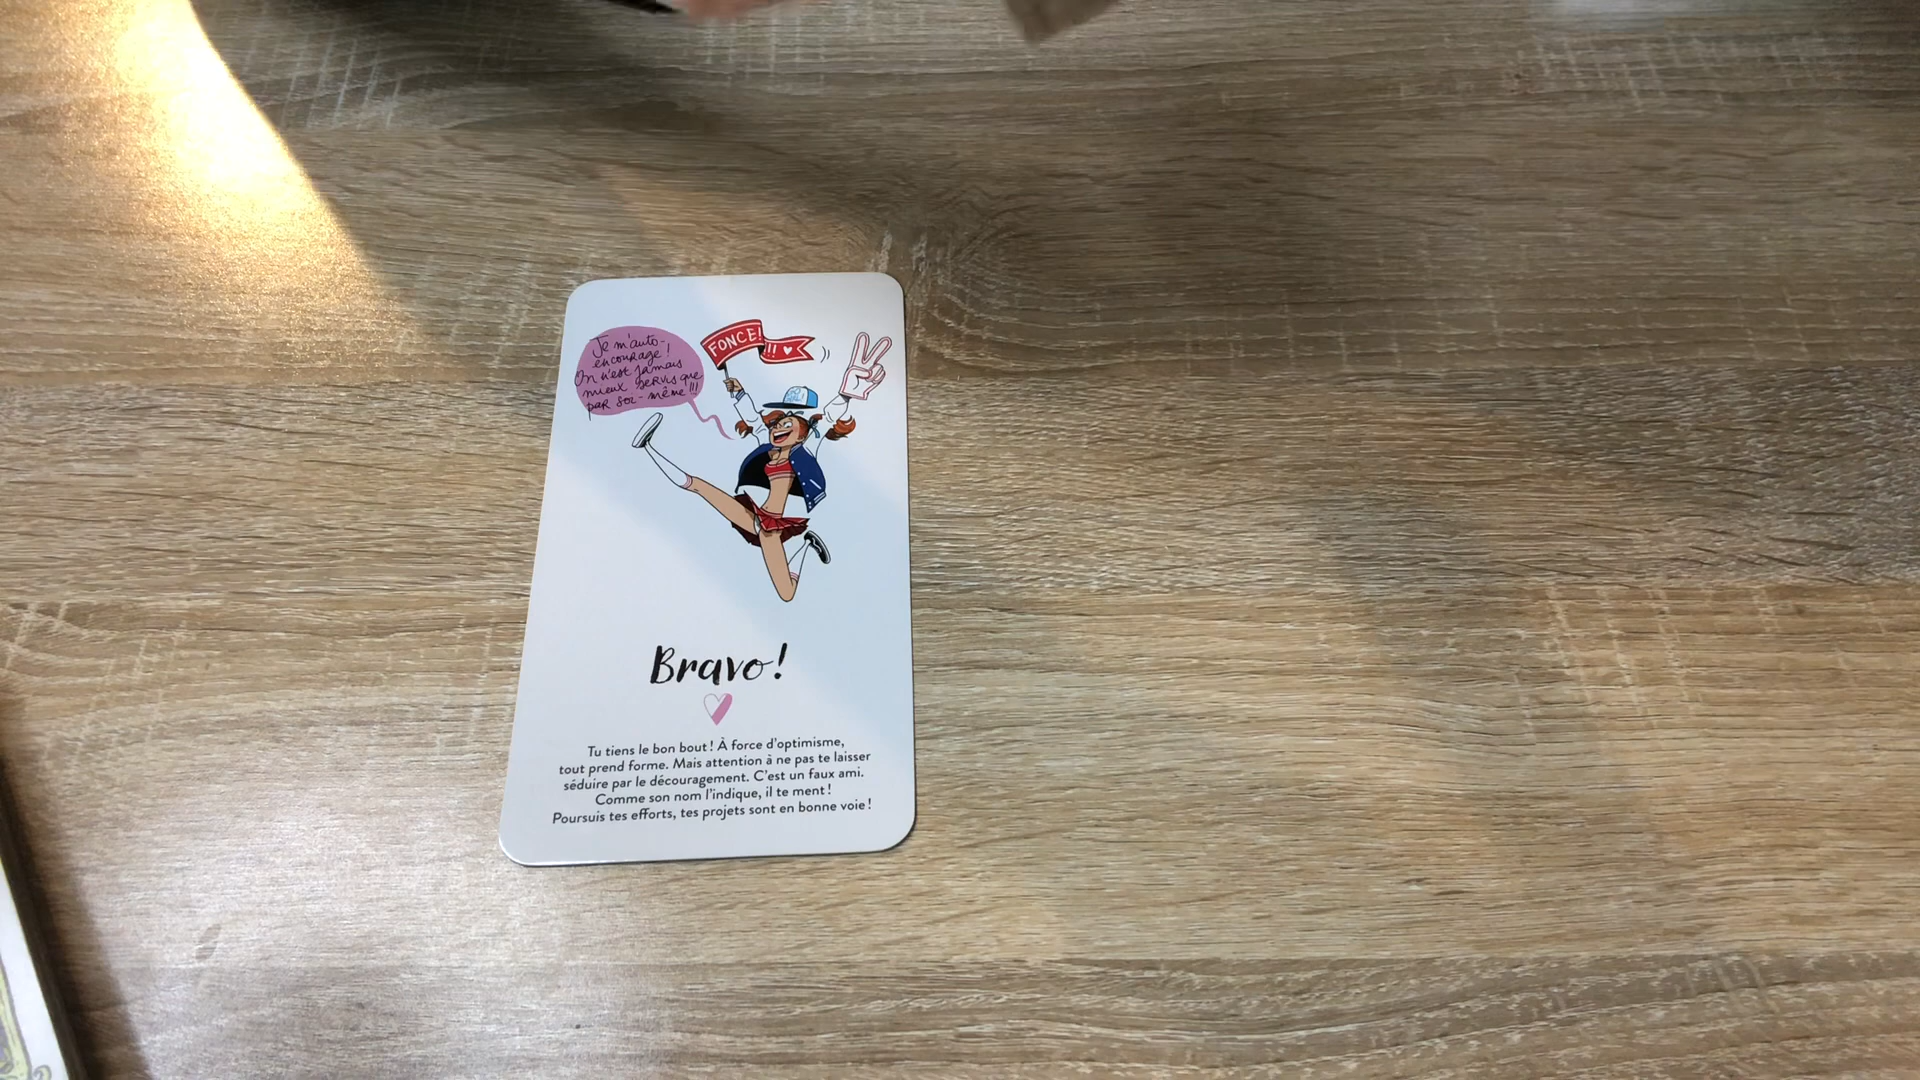 Je m'auto-
encourage !
On n'est jamais
mieux servis que
par soi-même !!!
FONCE! !!!
Bravo!
Tu tiens le bon bout ! À force d'optimisme,
tout prend forme. Mais attention à ne pas te laisser
séduire par le découragement. C'est un faux ami.
Comme son nom l'indique, il te ment !
Poursuis tes efforts, tes projets sont en bonne voie !